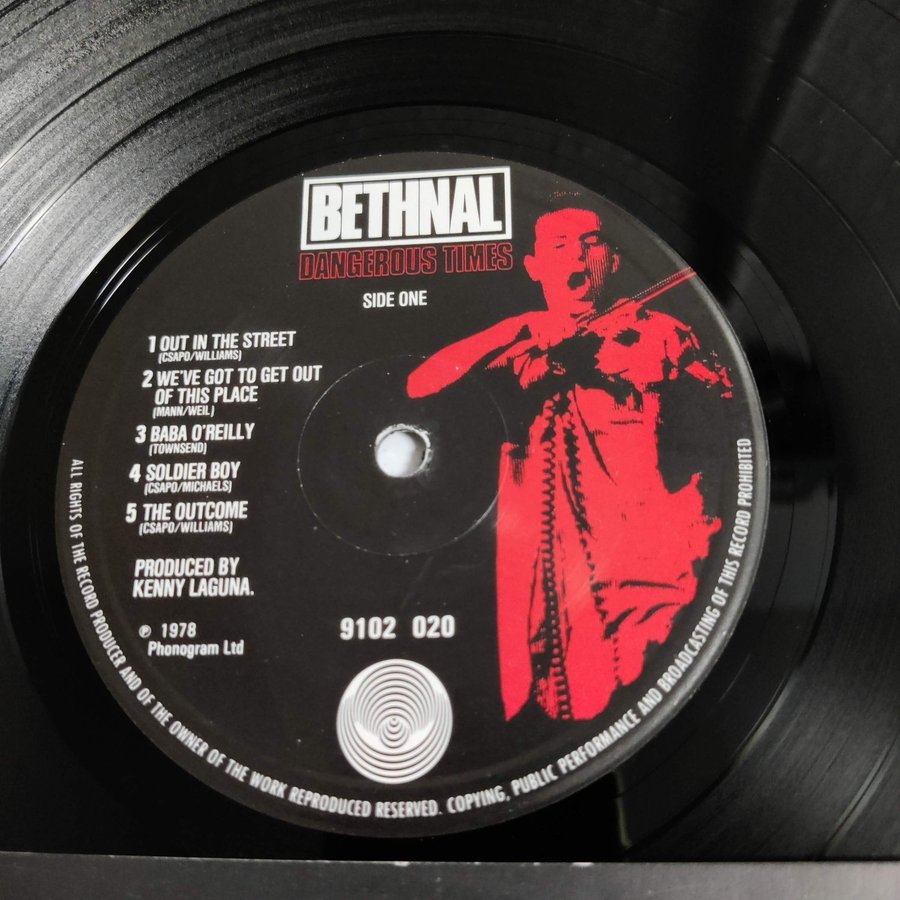 BETHNAL
DANGEROUS TIMES
SIDE ONE
1 OUT IN THE STREET
(CSAPO/WILLIAMS)
2 WE'VE GOT TO GET OUT
OF THIS PLACE
(MANN/WEIL)
3 BABA O'REILLY
(TOWNSEND)
4 SOLDIER BOY
(CSAPO/MICHAELS)
5 THE OUTCOME
(CSAPO/WILLIAMS)
PRODUCED BY
KENNY LAGUNA.
℗ 1978
Phonogram Ltd
9102 020
ALL RIGHTS OF THE RECORD PRODUCER AND OF THE OWNER OF THE WORK REPRODUCED RESERVED. COPYING, PUBLIC PERFORMANCE AND BROADCASTING OF THIS RECORD PROHIBITED